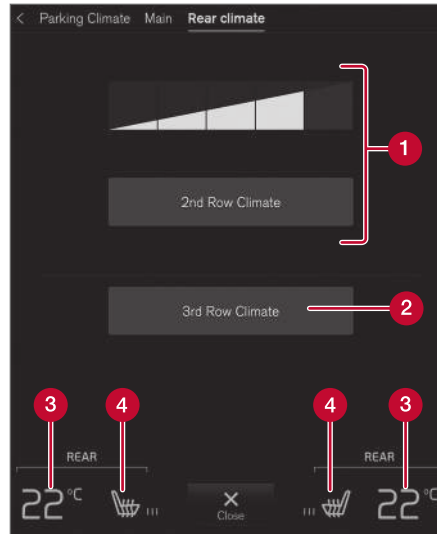 < Parking Climate Main Rear climate
1
2nd Row Climate
3rd Row Climate
2
3 4 4 3
REAR REAR
22°C 22°C
Close